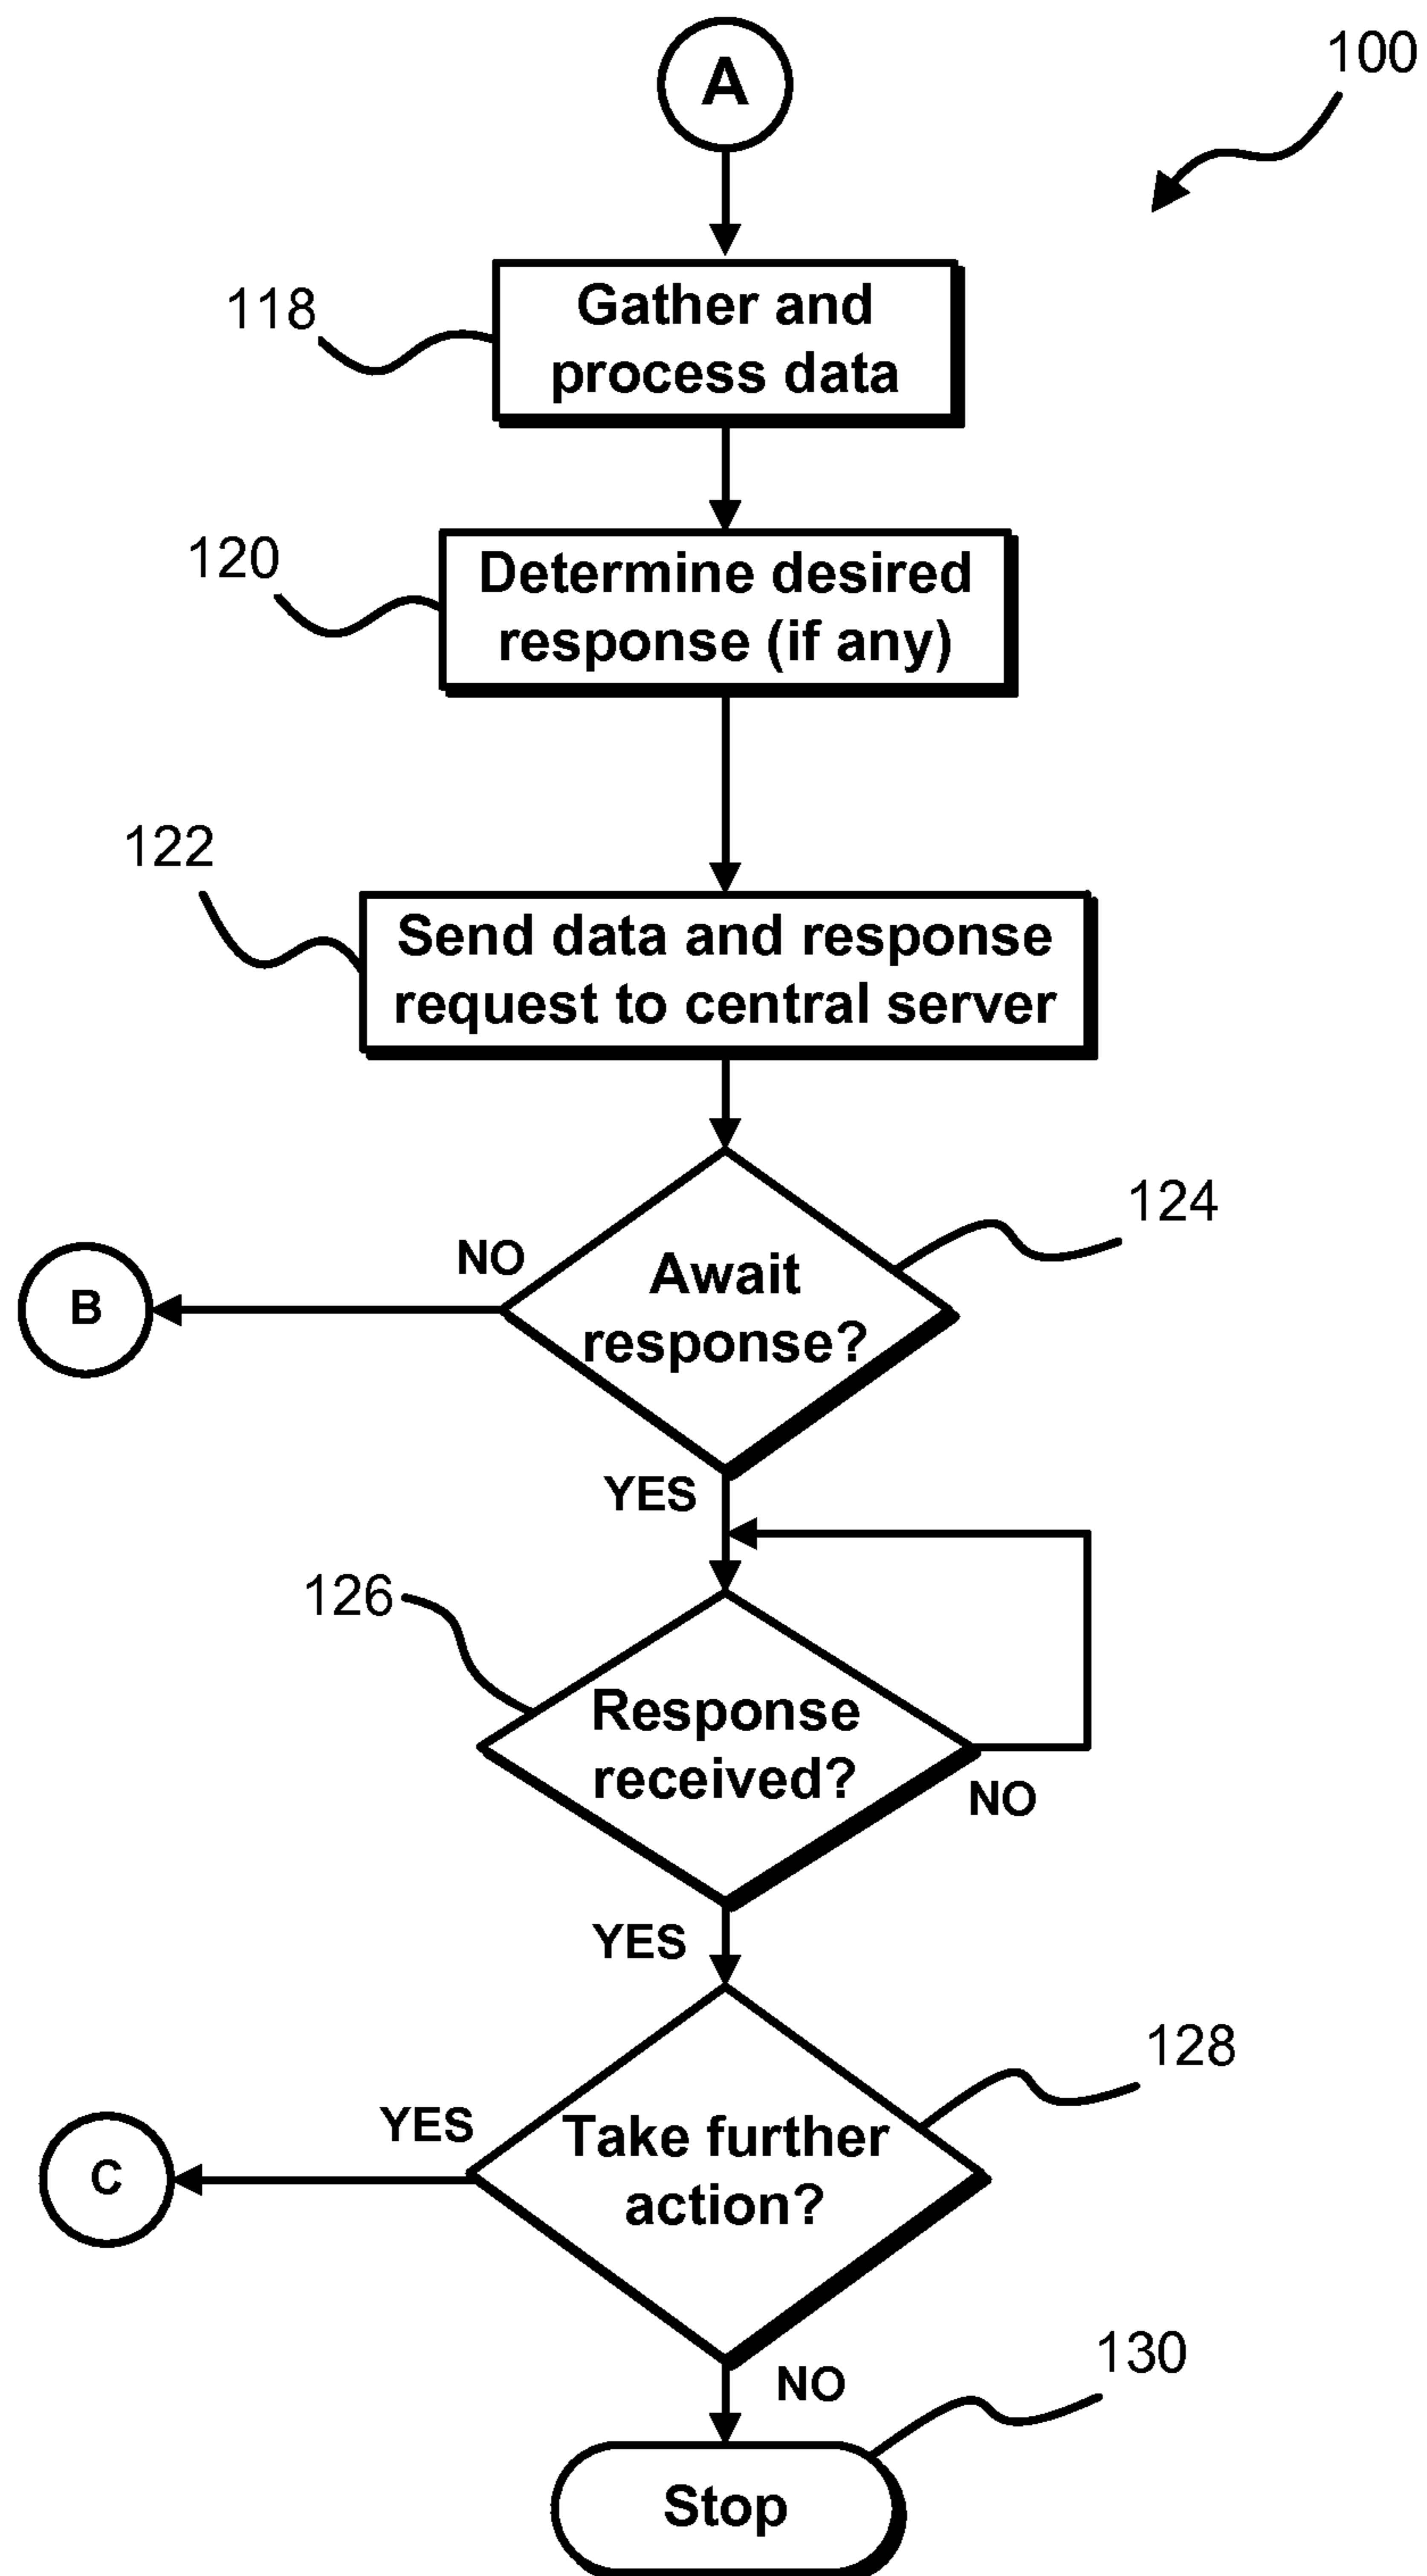 A
100
118
Gather and
process data
120
Determine desired
response (if any)
122
Send data and response
request to central server
124
NO
Await
response?
B
YES
126
Response
received?
NO
YES
128
YES
Take further
action?
C
NO
130
Stop